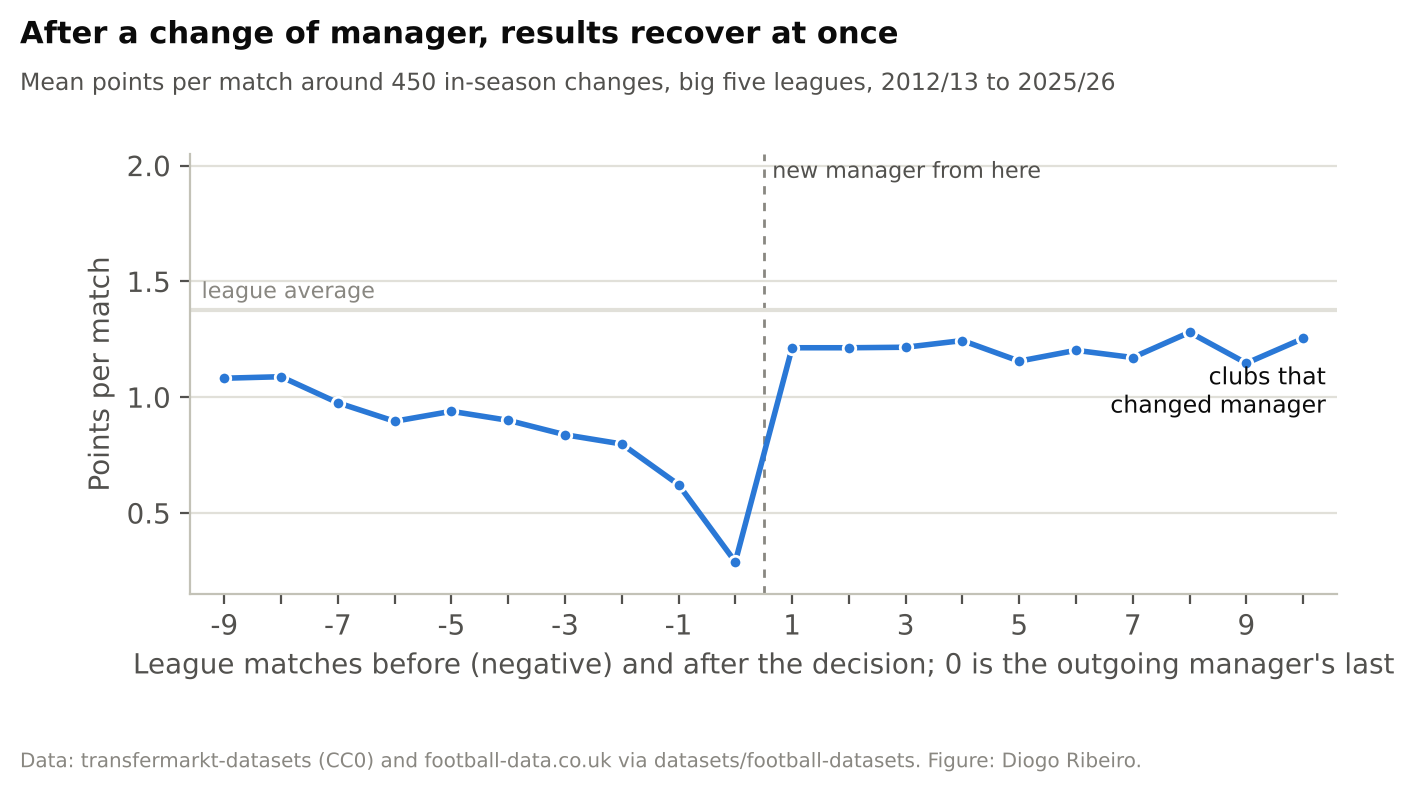 After a change of manager, results recover at once
Mean points per match around 450 in-season changes, big five leagues, 2012/13 to 2025/26
2.0
new manager from here
1.5
league average
clubs that
1.0
changed manager
Points per match
0.5
-9 -7 -5 -3 -1 1 3 5 7 9
League matches before (negative) and after the decision; 0 is the outgoing manager's last
Data: transfermarkt-datasets (CC0) and football-data.co.uk via datasets/football-datasets. Figure: Diogo Ribeiro.